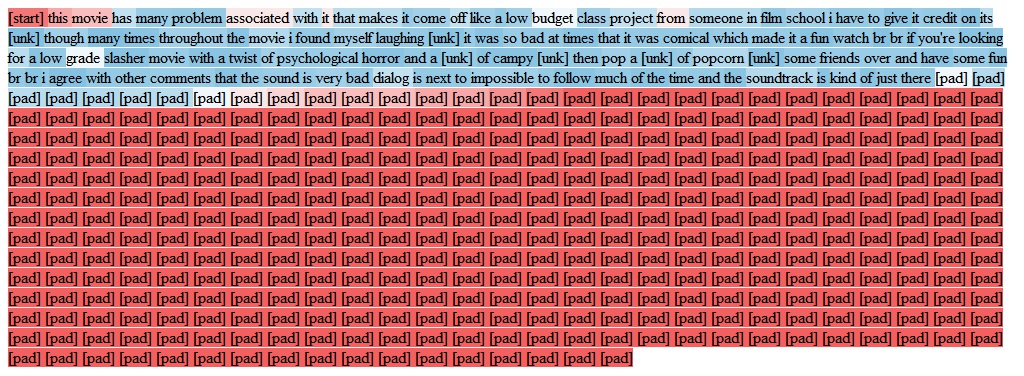 [start] this movie has many problem associated with it that makes it come off like a low budget class project from someone in film school i have to give it credit on its
[unk] though many times throughout the movie i found myself laughing [unk] it was so bad at times that it was comical which made it a fun watch br br if you're looking
for a low grade slasher movie with a twist of psychological horror and a [unk] of campy [unk] then pop a [unk] of popcorn [unk] some friends over and have some fun
br br i agree with other comments that the sound is very bad dialog is next to impossible to follow much of the time and the soundtrack is kind of just there [pad] [pad]
[pad] [pad] [pad] [pad] [pad] [pad] [pad] [pad] [pad] [pad] [pad] [pad] [pad] [pad] [pad] [pad] [pad] [pad] [pad] [pad] [pad] [pad] [pad] [pad] [pad] [pad] [pad]
[pad] [pad] [pad] [pad] [pad] [pad] [pad] [pad] [pad] [pad] [pad] [pad] [pad] [pad] [pad] [pad] [pad] [pad] [pad] [pad] [pad] [pad] [pad] [pad] [pad] [pad] [pad]
[pad] [pad] [pad] [pad] [pad] [pad] [pad] [pad] [pad] [pad] [pad] [pad] [pad] [pad] [pad] [pad] [pad] [pad] [pad] [pad] [pad] [pad] [pad] [pad] [pad] [pad] [pad]
[pad] [pad] [pad] [pad] [pad] [pad] [pad] [pad] [pad] [pad] [pad] [pad] [pad] [pad] [pad] [pad] [pad] [pad] [pad] [pad] [pad] [pad] [pad] [pad] [pad] [pad] [pad]
[pad] [pad] [pad] [pad] [pad] [pad] [pad] [pad] [pad] [pad] [pad] [pad] [pad] [pad] [pad] [pad] [pad] [pad] [pad] [pad] [pad] [pad] [pad] [pad] [pad] [pad] [pad]
[pad] [pad] [pad] [pad] [pad] [pad] [pad] [pad] [pad] [pad] [pad] [pad] [pad] [pad] [pad] [pad] [pad] [pad] [pad] [pad] [pad] [pad] [pad] [pad] [pad] [pad] [pad]
[pad] [pad] [pad] [pad] [pad] [pad] [pad] [pad] [pad] [pad] [pad] [pad] [pad] [pad] [pad] [pad] [pad] [pad] [pad] [pad] [pad] [pad] [pad] [pad] [pad] [pad] [pad]
[pad] [pad] [pad] [pad] [pad] [pad] [pad] [pad] [pad] [pad] [pad] [pad] [pad] [pad] [pad] [pad] [pad] [pad] [pad] [pad] [pad] [pad] [pad] [pad] [pad] [pad] [pad]
[pad] [pad] [pad] [pad] [pad] [pad] [pad] [pad] [pad] [pad] [pad] [pad] [pad] [pad] [pad] [pad] [pad] [pad] [pad] [pad] [pad] [pad] [pad] [pad] [pad] [pad] [pad]
[pad] [pad] [pad] [pad] [pad] [pad] [pad] [pad] [pad] [pad] [pad] [pad] [pad] [pad] [pad] [pad] [pad] [pad] [pad] [pad] [pad] [pad] [pad] [pad] [pad] [pad] [pad]
[pad] [pad] [pad] [pad] [pad] [pad] [pad] [pad] [pad] [pad] [pad] [pad] [pad] [pad] [pad] [pad] [pad] [pad] [pad] [pad] [pad] [pad] [pad] [pad] [pad] [pad] [pad]
[pad] [pad] [pad] [pad] [pad] [pad] [pad] [pad] [pad] [pad] [pad] [pad] [pad] [pad] [pad] [pad] [pad] [pad] [pad] [pad] [pad] [pad] [pad] [pad] [pad] [pad] [pad]
[pad] [pad] [pad] [pad] [pad] [pad] [pad] [pad] [pad] [pad] [pad] [pad] [pad] [pad] [pad] [pad] [pad] [pad] [pad] [pad] [pad] [pad] [pad] [pad] [pad] [pad] [pad]
[pad] [pad] [pad] [pad] [pad] [pad] [pad] [pad] [pad] [pad] [pad] [pad] [pad] [pad] [pad] [pad] [pad]